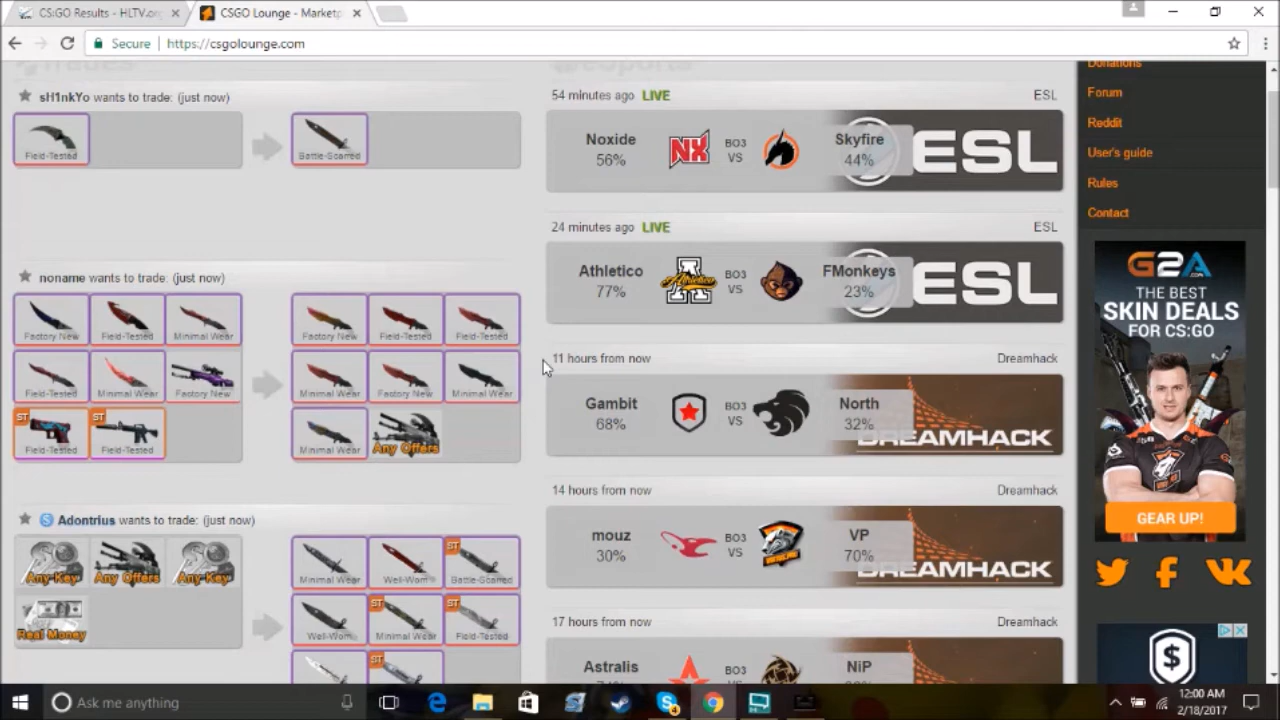 CS:GO Results - HLTV.org
CSGO Lounge - Marketp
Secure
https://csgolounge.com
Trades
eSports
sH1nkYo wants to trade: (just now)
Field-Tested
Battle-Scarred
noname wants to trade: (just now)
Factory New
Field-Tested
Minimal Wear
Factory New
Field-Tested
Field-Tested
Field-Tested
Minimal Wear
Factory New
Minimal Wear
Factory New
Minimal Wear
ST
Field-Tested
ST
Field-Tested
Minimal Wear
Any Offers
Adontrius wants to trade: (just now)
Any Key
Any Offers
Any Key
Minimal Wear
Well-Worn
ST
Battle-Scarred
Real Money
Well-Worn
ST
Minimal Wear
ST
Field-Tested
ST
54 minutes ago LIVE
ESL
Noxide
56%
NX
BO3
VS
Skyfire
44%
ESL
24 minutes ago LIVE
ESL
Athletico
77%
A
Athletico
BO3
VS
FMonkeys
23%
ESL
11 hours from now
Dreamhack
Gambit
68%
BO3
VS
North
32%
DREAMHACK
14 hours from now
Dreamhack
mouz
30%
BO3
VS
VP
70%
DREAMHACK
17 hours from now
Dreamhack
Astralis
BO3
VS
NiP
Donations
Forum
Reddit
User's guide
Rules
Contact
G2A
.COM
THE BEST
SKIN DEALS
FOR CS:GO
GEAR UP!
Ask me anything
4
12:00 AM
2/18/2017